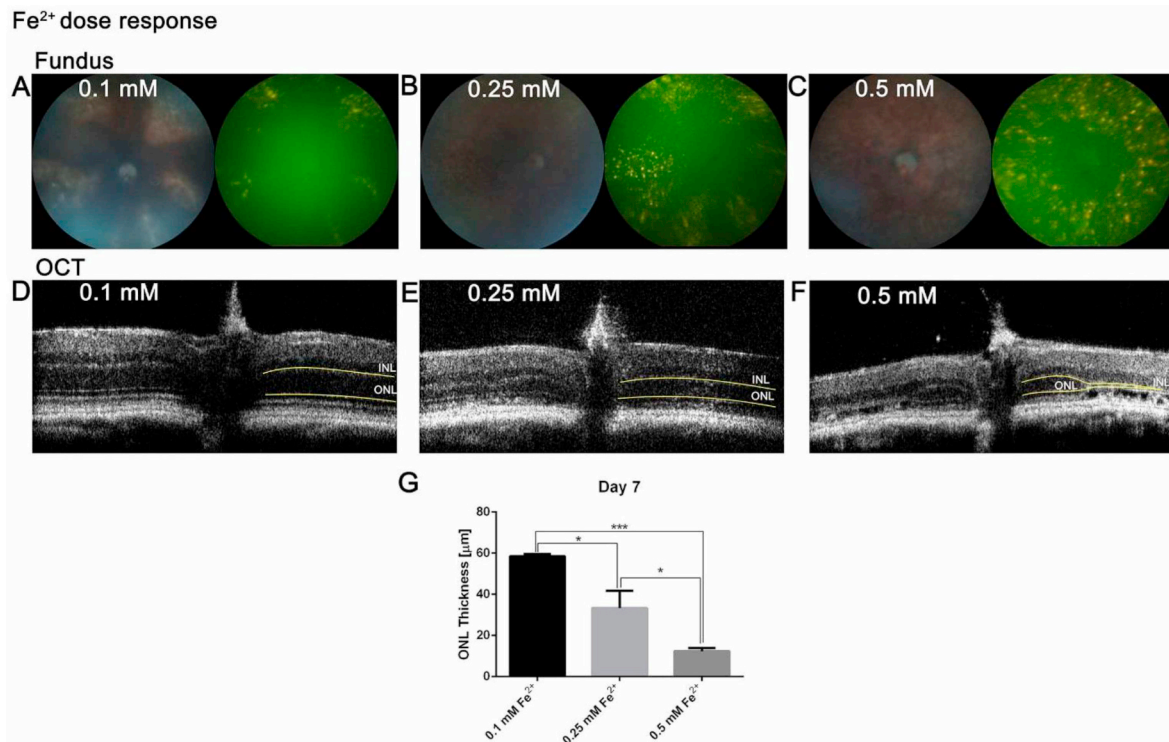 Fe²⁺ dose response
Fundus
A 0.1 mM B 0.25 mM C 0.5 mM
OCT
D 0.1 mM E 0.25 mM F 0.5 mM
INL
ONL
INL
ONL
ONL INL
G
Day 7
ONL Thickness [μm]
80
60
40
20
0
***
*
*
0.1 mM Fe²⁺
0.25 mM Fe²⁺
0.5 mM Fe²⁺